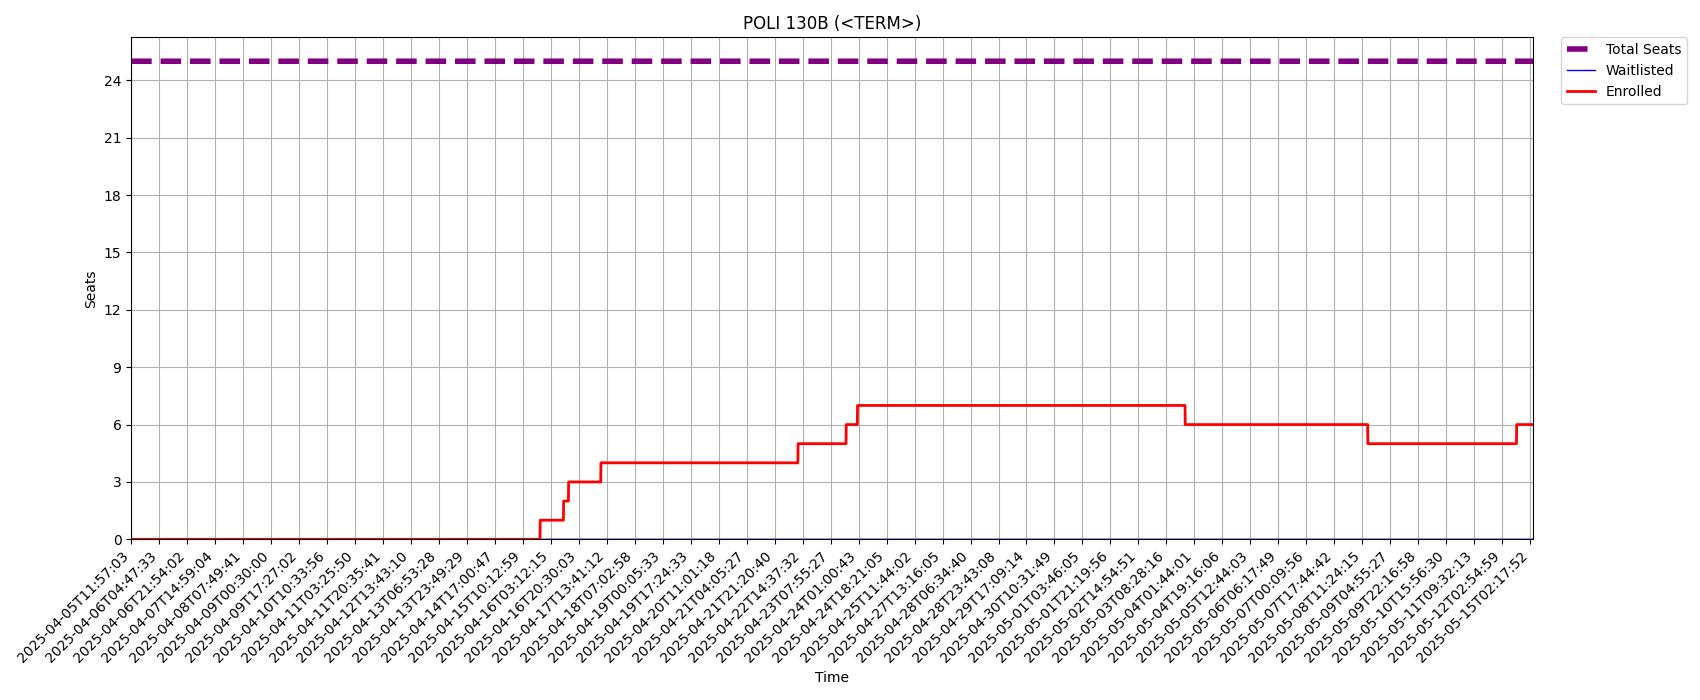 POLI 130B (<TERM>)
Total Seats
Waitlisted
Enrolled
Seats
24
21
18
15
12
9
6
3
0
2025-04-05T11:57:03
2025-04-06T04:47:33
2025-04-06T21:54:02
2025-04-07T14:59:04
2025-04-08T07:49:41
2025-04-09T00:30:00
2025-04-09T17:27:02
2025-04-10T10:33:56
2025-04-11T03:25:50
2025-04-11T20:35:41
2025-04-12T13:43:10
2025-04-13T06:53:28
2025-04-13T23:49:29
2025-04-14T17:00:47
2025-04-15T10:12:59
2025-04-16T03:12:15
2025-04-16T20:30:03
2025-04-17T13:41:12
2025-04-18T07:02:58
2025-04-19T00:05:33
2025-04-19T17:24:33
2025-04-20T11:01:18
2025-04-21T04:05:27
2025-04-21T21:20:40
2025-04-22T14:37:32
2025-04-23T07:55:27
2025-04-24T01:00:43
2025-04-24T18:21:05
2025-04-25T11:44:02
2025-04-27T13:16:05
2025-04-28T06:34:40
2025-04-28T23:43:08
2025-04-29T17:09:14
2025-04-30T10:31:49
2025-05-01T03:46:05
2025-05-01T21:19:56
2025-05-02T14:54:51
2025-05-03T08:28:16
2025-05-04T01:44:01
2025-05-04T19:16:06
2025-05-05T12:44:03
2025-05-06T06:17:49
2025-05-07T00:09:56
2025-05-07T17:44:42
2025-05-08T11:24:15
2025-05-09T04:55:27
2025-05-09T22:16:58
2025-05-10T15:56:30
2025-05-11T09:32:13
2025-05-12T02:54:59
2025-05-15T02:17:52
Time